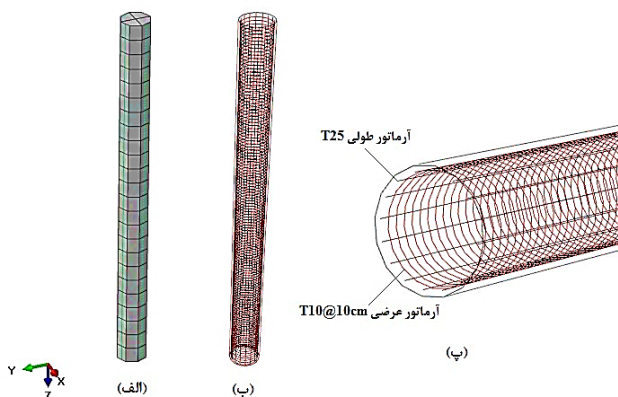 آرماتور طولی T25
آرماتور عرضی T10@10cm
(پ)
Y
X
Z
(الف)
(ب)